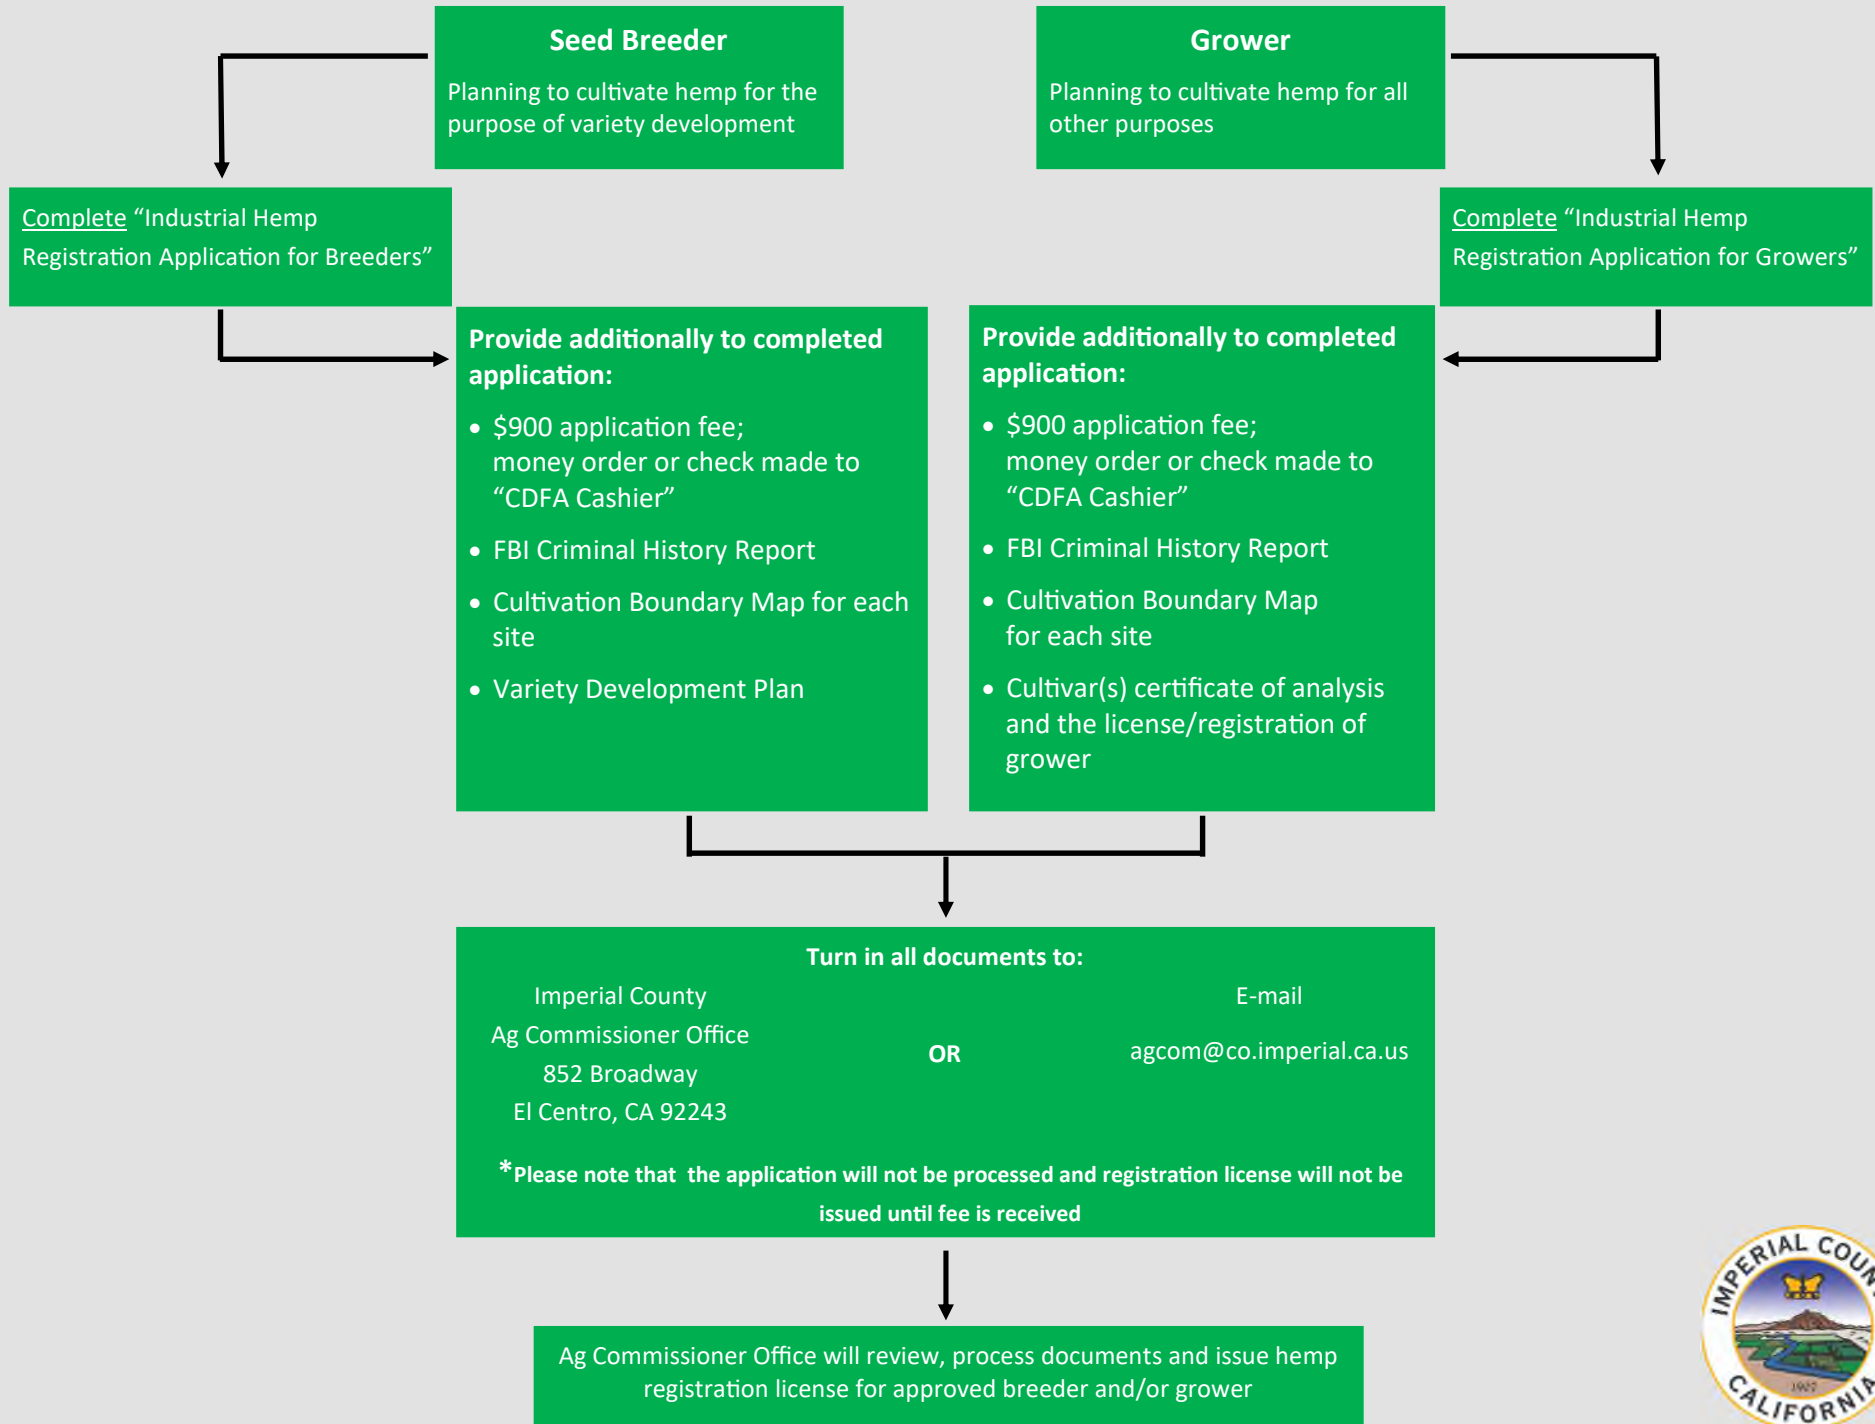 Seed Breeder
Planning to cultivate hemp for the
purpose of variety development
Grower
Planning to cultivate hemp for all
other purposes
Complete “Industrial Hemp
Registration Application for Breeders”
Complete “Industrial Hemp
Registration Application for Growers”
Provide additionally to completed
application:
• $900 application fee;
money order or check made to
“CDFA Cashier”
• FBI Criminal History Report
• Cultivation Boundary Map for each
site
• Variety Development Plan
Provide additionally to completed
application:
• $900 application fee;
money order or check made to
“CDFA Cashier”
• FBI Criminal History Report
• Cultivation Boundary Map
for each site
• Cultivar(s) certificate of analysis
and the license/registration of
grower
Turn in all documents to:
Imperial County
Ag Commissioner Office
852 Broadway
El Centro, CA 92243
OR
E-mail
agcom@co.imperial.ca.us
*Please note that  the application will not be processed and registration license will not be
issued until fee is received
Ag Commissioner Office will review, process documents and issue hemp
registration license for approved breeder and/or grower
IMPERIAL COUN
1907
CALIFORNIA